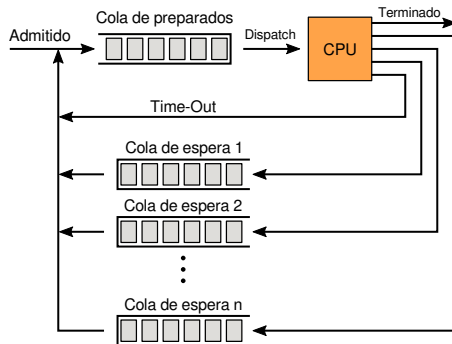 Cola de preparados
Terminado
Admitido
Dispatch
CPU
Time-Out
Cola de espera 1
Cola de espera 2
Cola de espera n